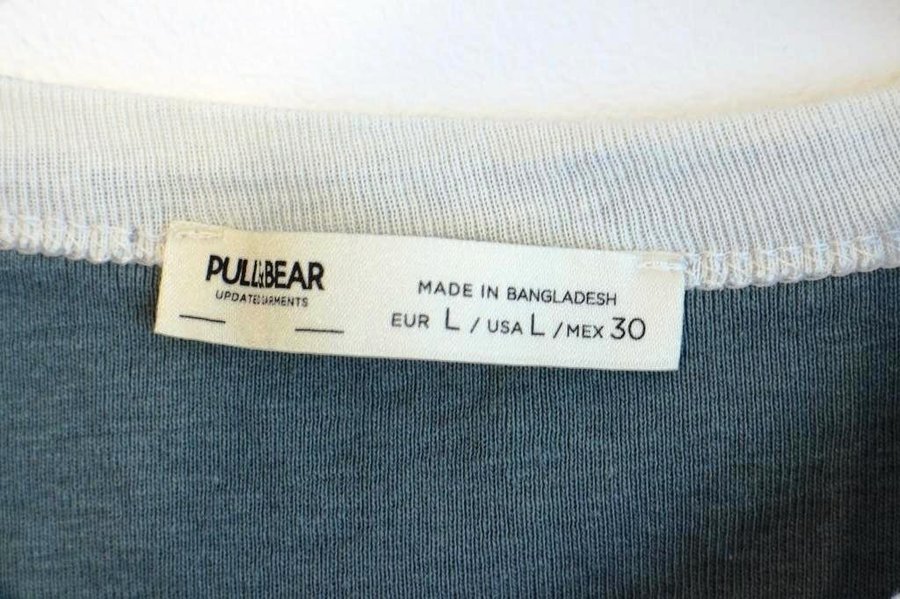 PULL&BEAR
UPDATED GARMENTS
MADE IN BANGLADESH
EUR L / USA L / MEX 30